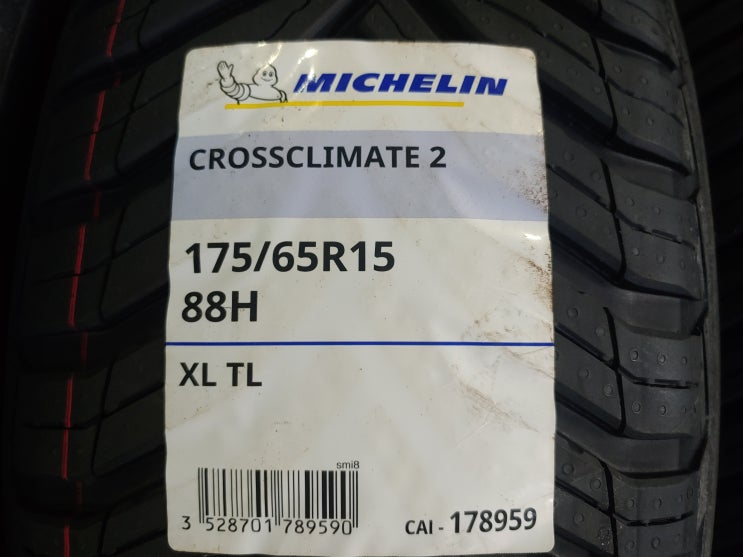 MICHELIN
CROSSCLIMATE 2
175/65R15
88H
XL TL
smi8
3 528701 789590
CAI - 178959